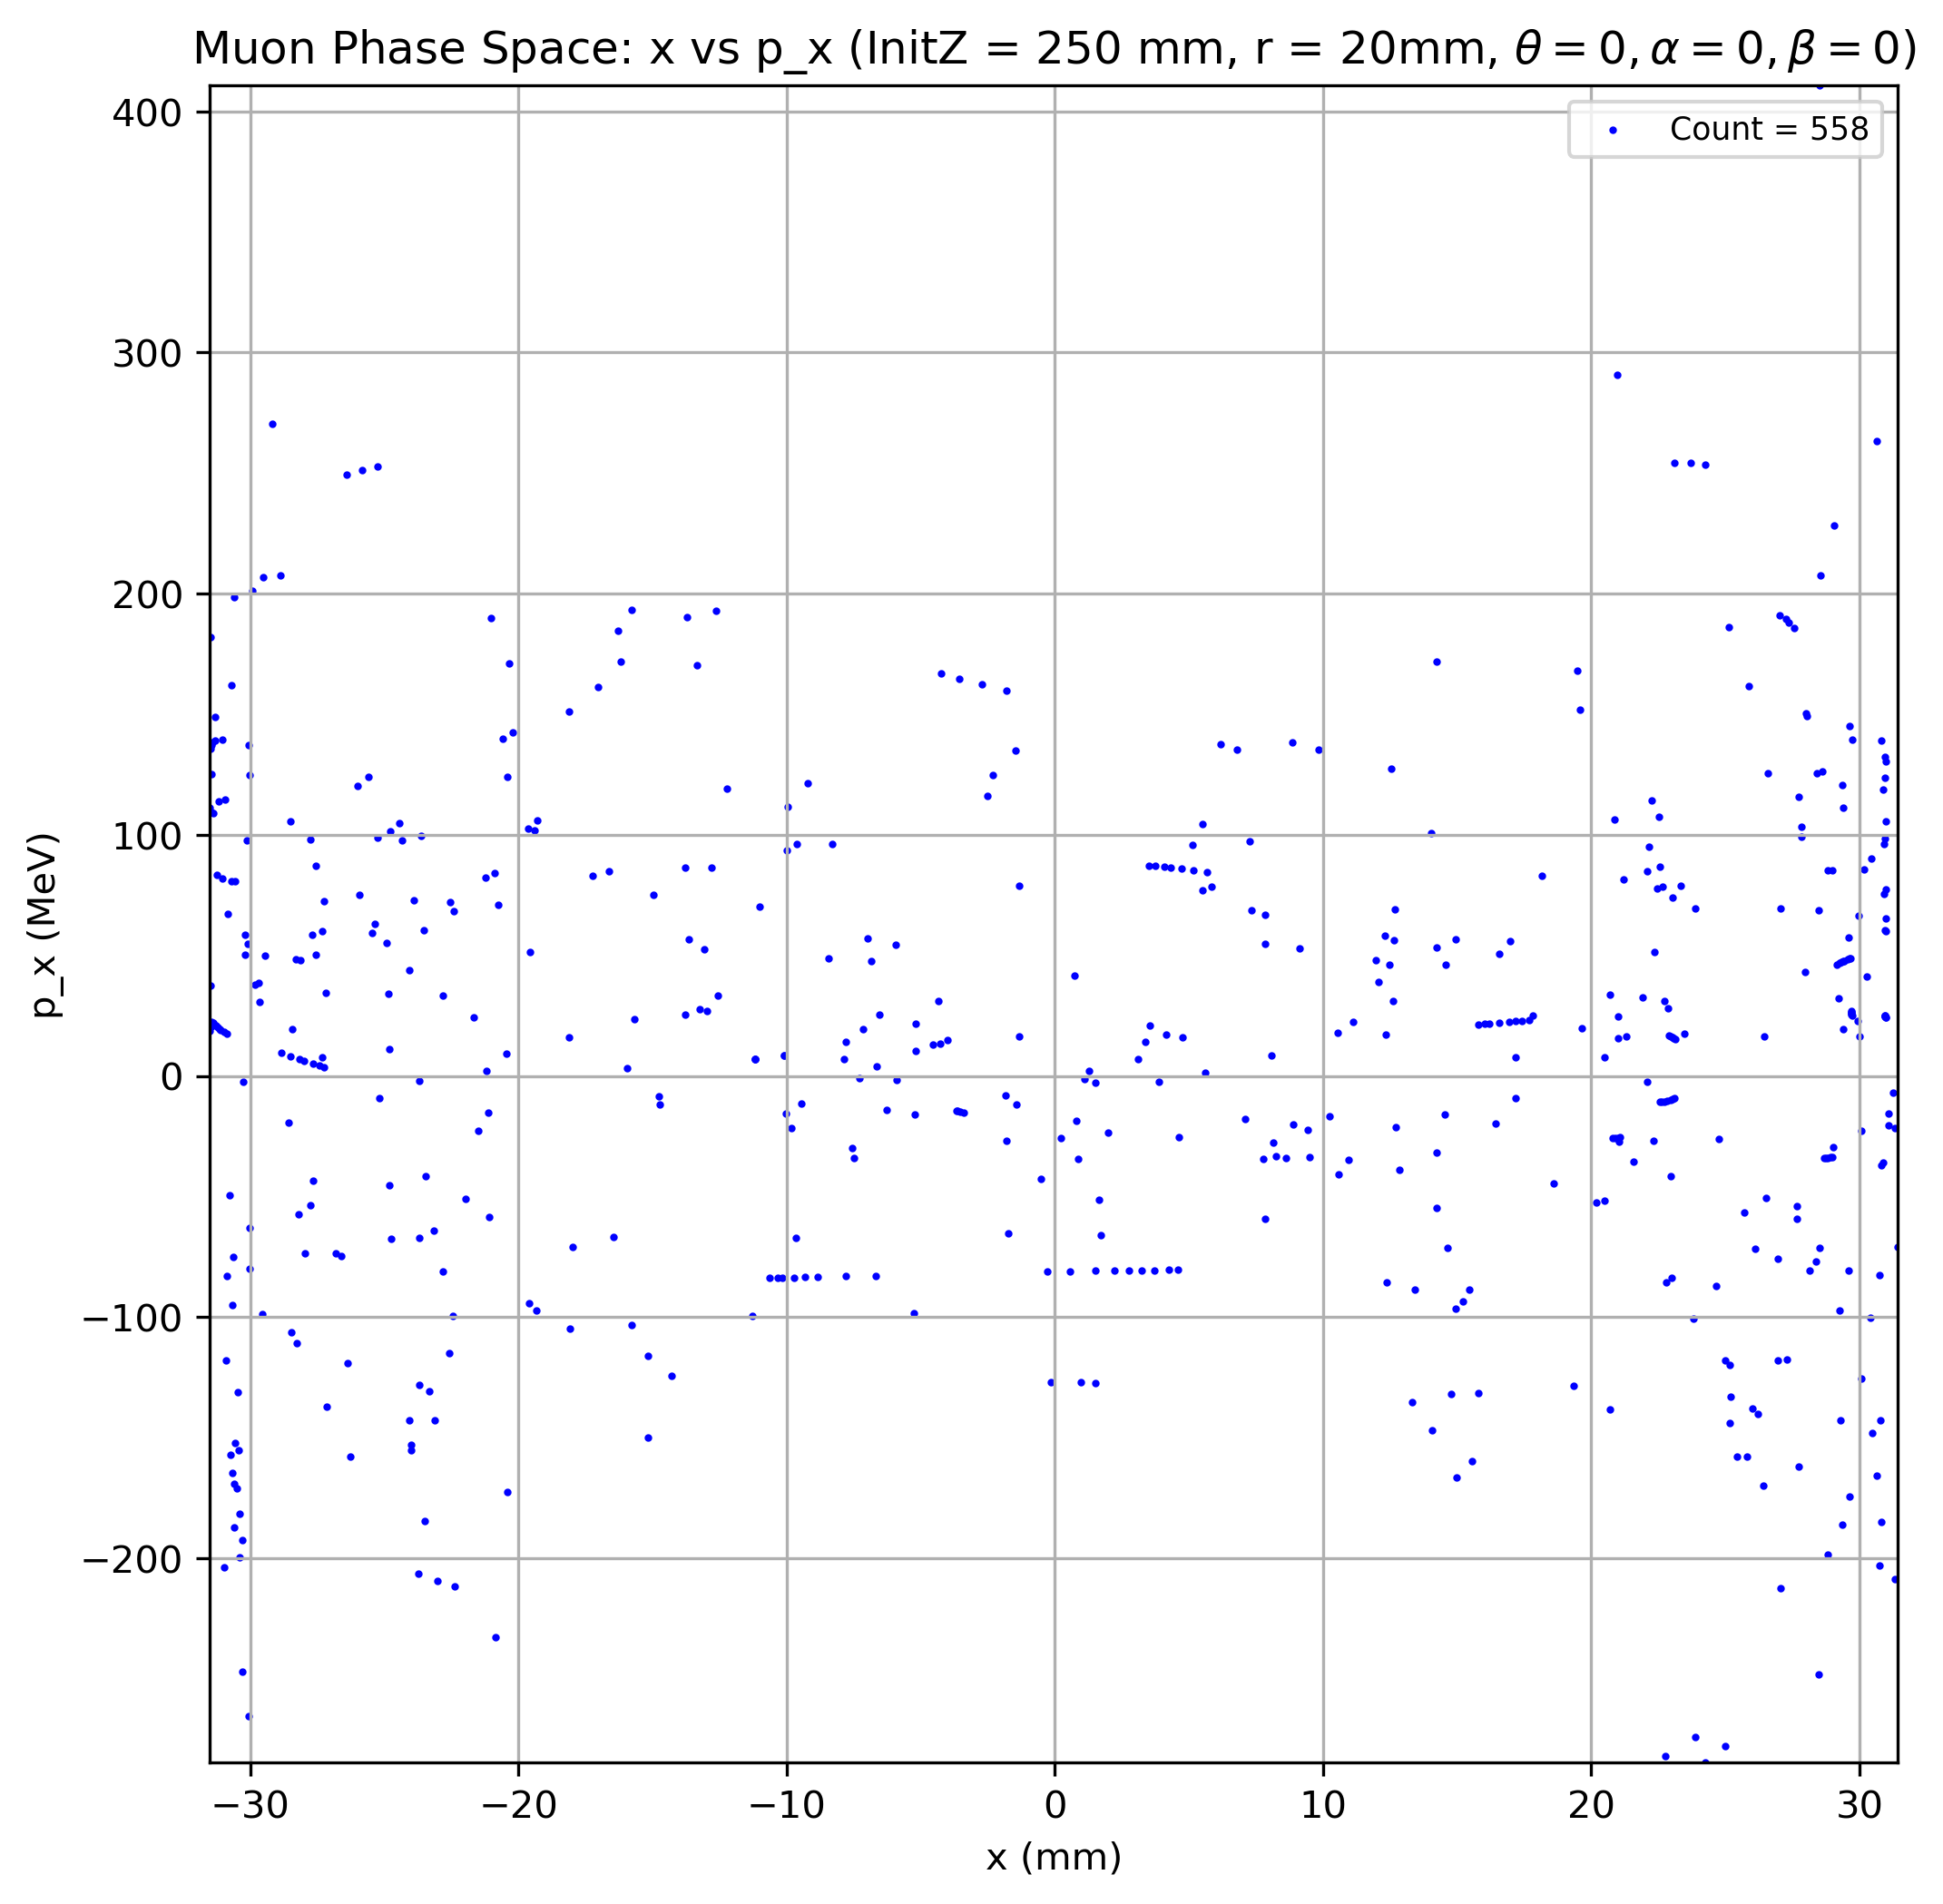 Muon Phase Space: x vs p_x (InitZ = 250 mm, r = 20mm, θ = 0, α = 0, β = 0)
Count = 558
400
300
200
100
0
−100
−200
p_x (MeV)
−30 −20 −10 0 10 20 30
x (mm)